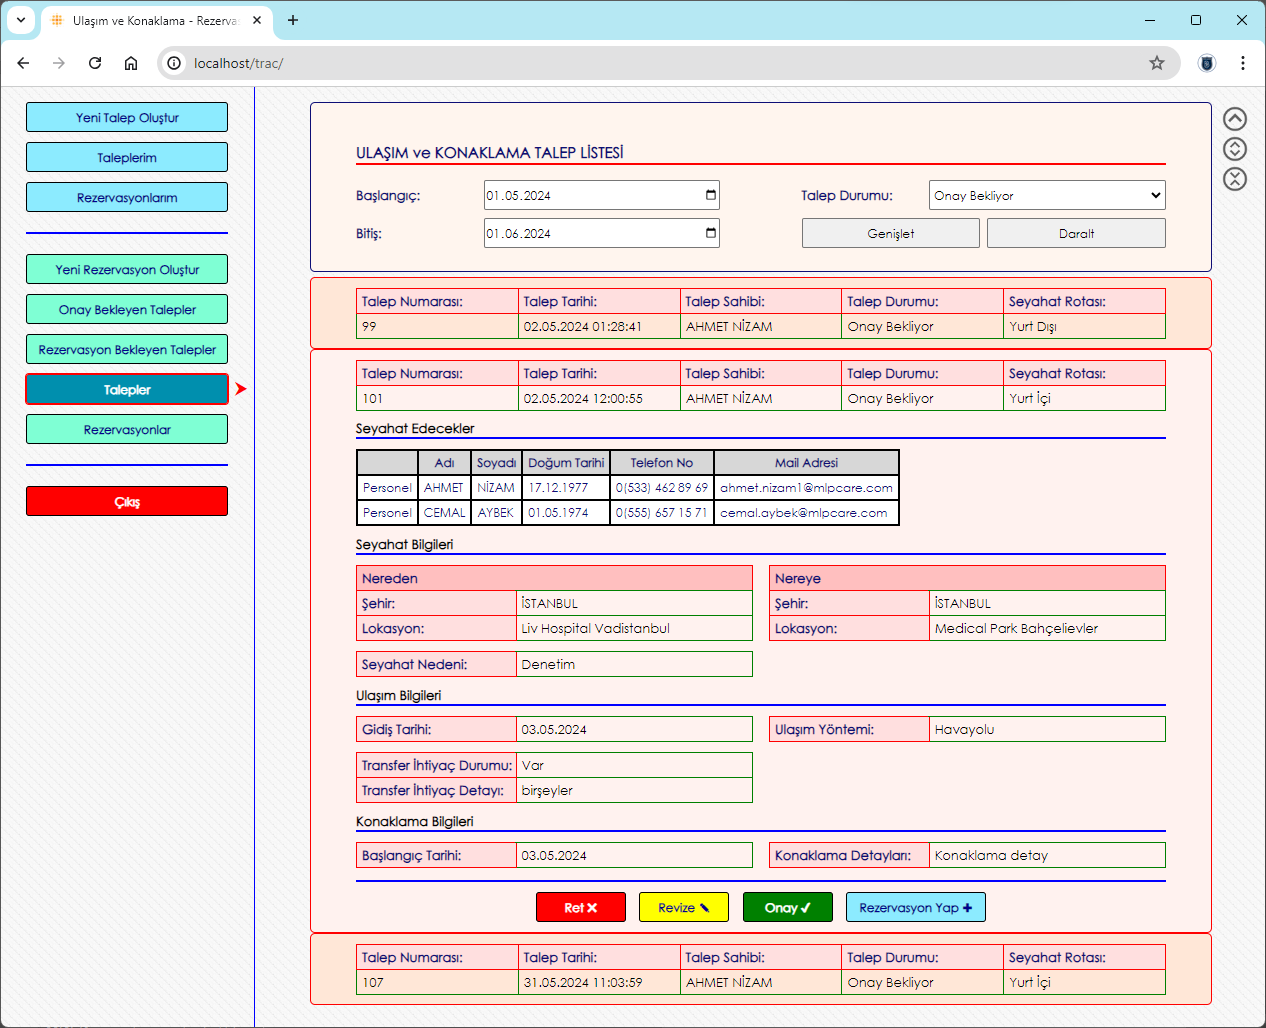 Ulaşım ve Konaklama - Rezerva
localhost/trac/
Yeni Talep Oluştur
Taleplerim
Rezervasyonlarım
Yeni Rezervasyon Oluştur
Onay Bekleyen Talepler
Rezervasyon Bekleyen Talepler
Talepler
Rezervasyonlar
Çıkış
ULAŞIM ve KONAKLAMA TALEP LİSTESİ
Başlangıç: 01.05.2024 Talep Durumu: Onay Bekliyor
Bitiş: 01.06.2024 Genişlet Daralt
Talep Numarası: Talep Tarihi: Talep Sahibi: Talep Durumu: Seyahat Rotası:
99 02.05.2024 01:28:41 AHMET NİZAM Onay Bekliyor Yurt Dışı
Talep Numarası: Talep Tarihi: Talep Sahibi: Talep Durumu: Seyahat Rotası:
101 02.05.2024 12:00:55 AHMET NİZAM Onay Bekliyor Yurt İçi
Seyahat Edecekler
Adı Soyadı Doğum Tarihi Telefon No Mail Adresi
Personel AHMET NİZAM 17.12.1977 0(533) 462 89 69 ahmet.nizam1@mlpcare.com
Personel CEMAL AYBEK 01.05.1974 0(555) 657 15 71 cemal.aybek@mlpcare.com
Seyahat Bilgileri
Nereden Nereye
Şehir: İSTANBUL Şehir: İSTANBUL
Lokasyon: Liv Hospital Vadistanbul Lokasyon: Medical Park Bahçelievler
Seyahat Nedeni: Denetim
Ulaşım Bilgileri
Gidiş Tarihi: 03.05.2024 Ulaşım Yöntemi: Havayolu
Transfer İhtiyaç Durumu: Var
Transfer İhtiyaç Detayı: birşeyler
Konaklama Bilgileri
Başlangıç Tarihi: 03.05.2024 Konaklama Detayları: Konaklama detay
Ret Revize Onay Rezervasyon Yap
Talep Numarası: Talep Tarihi: Talep Sahibi: Talep Durumu: Seyahat Rotası:
107 31.05.2024 11:03:59 AHMET NİZAM Onay Bekliyor Yurt İçi